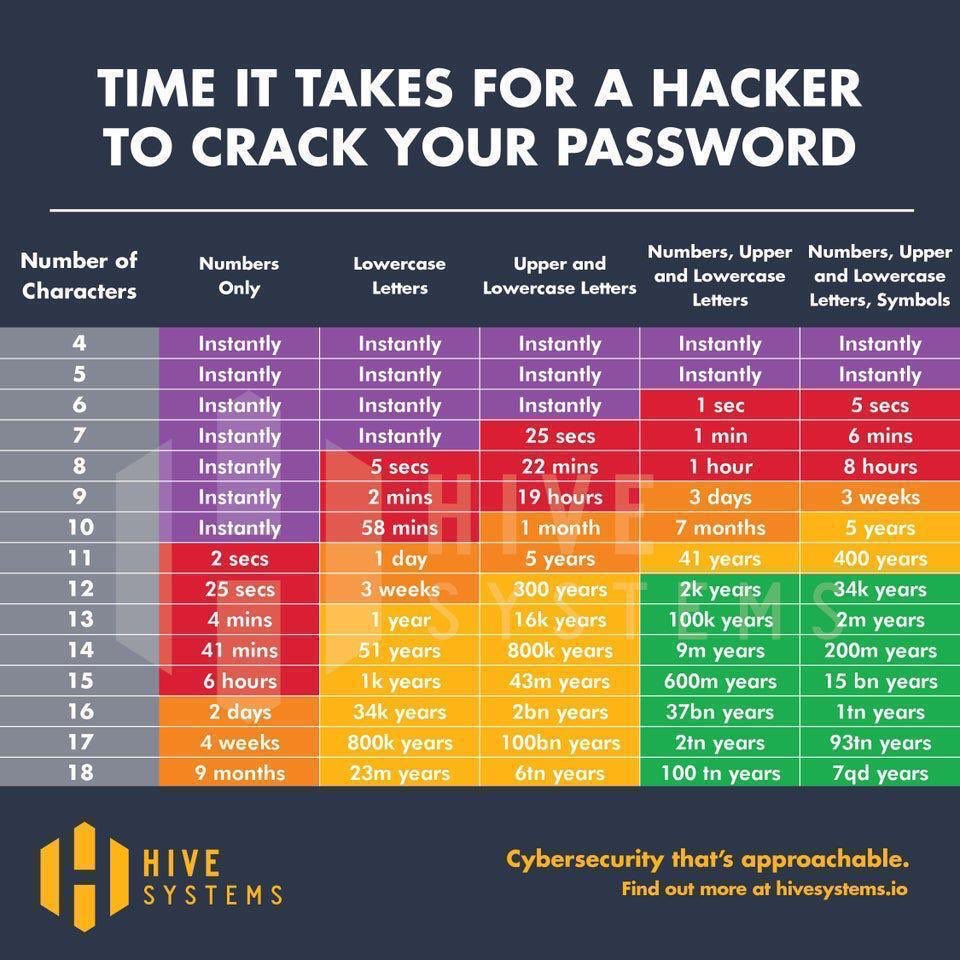 TIME IT TAKES FOR A HACKER
TO CRACK YOUR PASSWORD
Number of Characters | Numbers Only | Lowercase Letters | Upper and Lowercase Letters | Numbers, Upper and Lowercase Letters | Numbers, Upper and Lowercase Letters, Symbols
4 | Instantly | Instantly | Instantly | Instantly | Instantly
5 | Instantly | Instantly | Instantly | Instantly | Instantly
6 | Instantly | Instantly | Instantly | 1 sec | 5 secs
7 | Instantly | Instantly | 25 secs | 1 min | 6 mins
8 | Instantly | 5 secs | 22 mins | 1 hour | 8 hours
9 | Instantly | 2 mins | 19 hours | 3 days | 3 weeks
10 | Instantly | 58 mins | 1 month | 7 months | 5 years
11 | 2 secs | 1 day | 5 years | 41 years | 400 years
12 | 25 secs | 3 weeks | 300 years | 2k years | 34k years
13 | 4 mins | 1 year | 16k years | 100k years | 2m years
14 | 41 mins | 51 years | 800k years | 9m years | 200m years
15 | 6 hours | 1k years | 43m years | 600m years | 15 bn years
16 | 2 days | 34k years | 2bn years | 37bn years | 1tn years
17 | 4 weeks | 800k years | 100bn years | 2tn years | 93tn years
18 | 9 months | 23m years | 6tn years | 100 tn years | 7qd years
HIVE
SYSTEMS
HIVE
SYSTEMS
Cybersecurity that's approachable.
Find out more at hivesystems.io